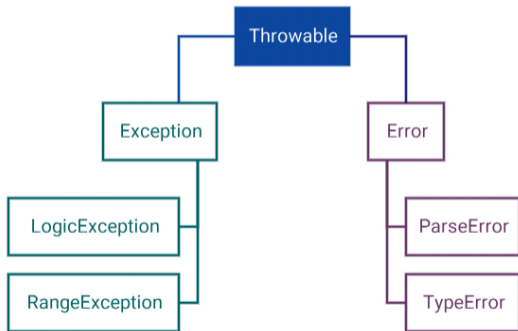 Throwable
Exception
Error
LogicException
ParseError
RangeException
TypeError